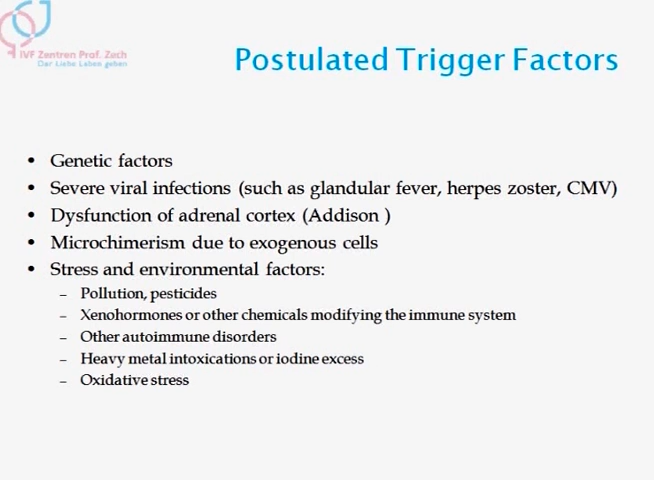 IVF Zentren Prof. Zech
Der Liebe Leben geben
Postulated Trigger Factors
• Genetic factors
• Severe viral infections (such as glandular fever, herpes zoster, CMV)
• Dysfunction of adrenal cortex (Addison )
• Microchimerism due to exogenous cells
• Stress and environmental factors:
– Pollution, pesticides
– Xenohormones or other chemicals modifying the immune system
– Other autoimmune disorders
– Heavy metal intoxications or iodine excess
– Oxidative stress